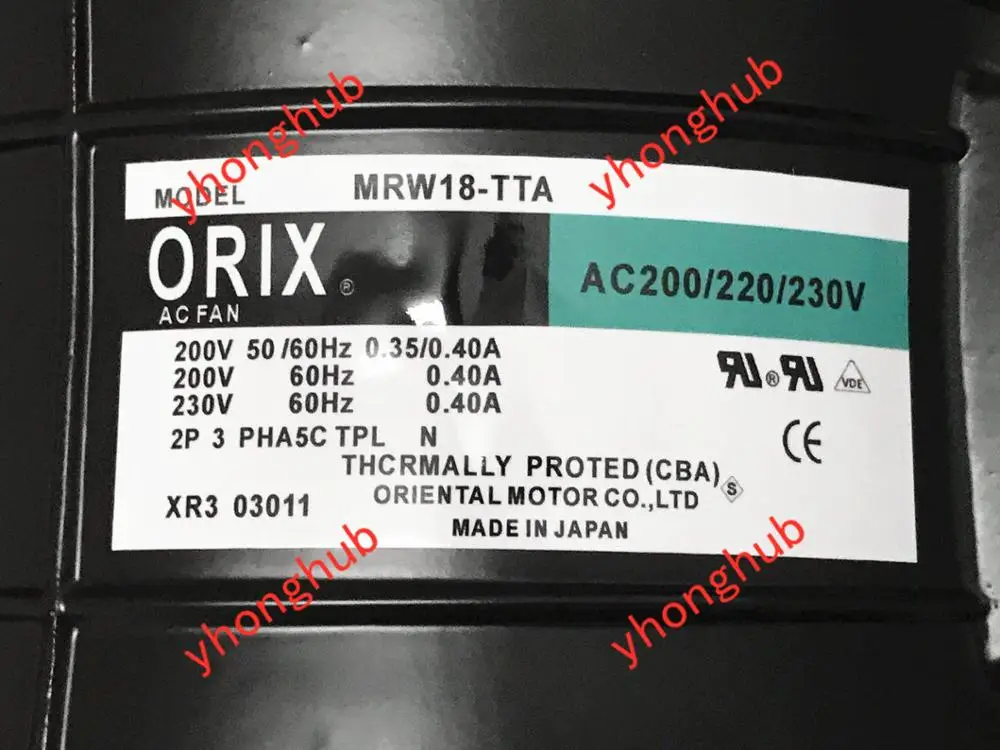 yhonghub
yhonghub
MODEL MRW18-TTA
ORIX ®
AC FAN
AC200/220/230V
200V 50/60Hz 0.35/0.40A
200V 60Hz 0.40A
230V 60Hz 0.40A
2P 3 PHA5C TPL N
THCRMALLY PROTED (CBA)
ORIENTAL MOTOR CO.,LTD
XR3 03011
MADE IN JAPAN
RU ® RU VDE
CE
S
yhonghub
yhonghub